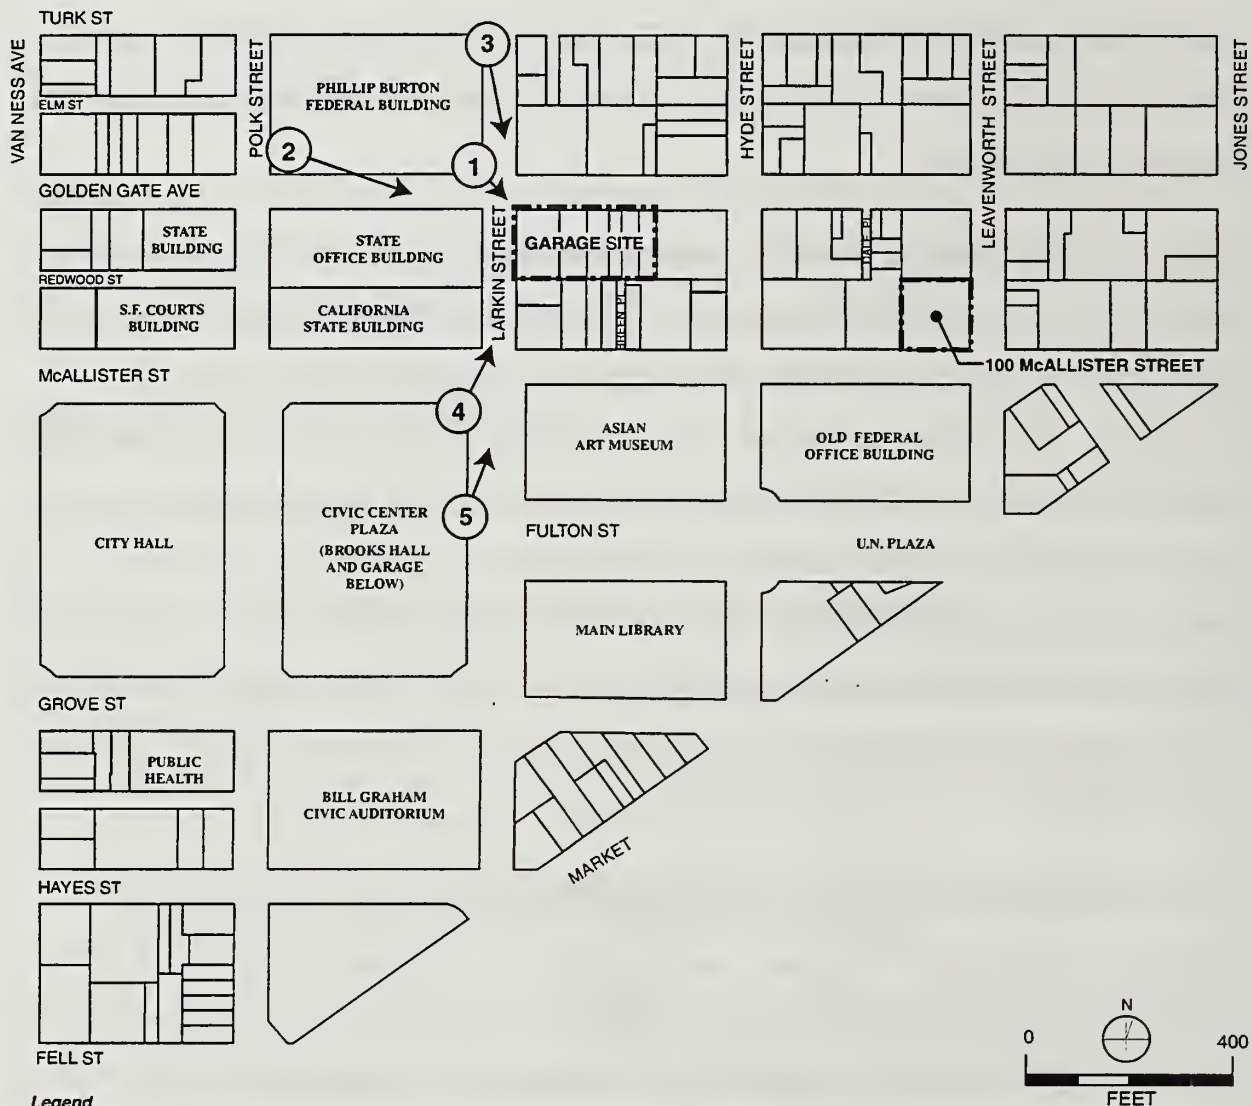 TURK ST
VAN NESS AVE
POLK STREET
3
HYDE STREET
LEAVENWORTH STREET
JONES STREET
PHILLIP BURTON
FEDERAL BUILDING
ELM ST
2
1
GOLDEN GATE AVE
STATE
BUILDING
STATE
OFFICE BUILDING
LARKIN STREET
GARAGE SITE
DALE PL
REDWOOD ST
S.F. COURTS
BUILDING
CALIFORNIA
STATE BUILDING
BREEN PL
100 McALLISTER STREET
McALLISTER ST
4
ASIAN
ART MUSEUM
OLD FEDERAL
OFFICE BUILDING
5
CITY HALL
CIVIC CENTER
PLAZA
(BROOKS HALL
AND GARAGE
BELOW)
FULTON ST
U.N. PLAZA
MAIN LIBRARY
GROVE ST
PUBLIC
HEALTH
BILL GRAHAM
CIVIC AUDITORIUM
MARKET
HAYES ST
FELL ST
N
0
400
FEET
Legend